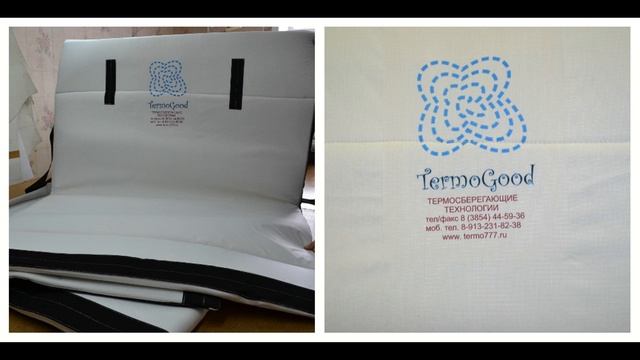 TermoGood
TermoGood
ТЕРМОСБЕРЕГАЮЩИЕ
ТЕХНОЛОГИИ
тел/факс 8 (3854) 44-59-36
моб. тел. 8-913-231-82-38
www. termo777.ru